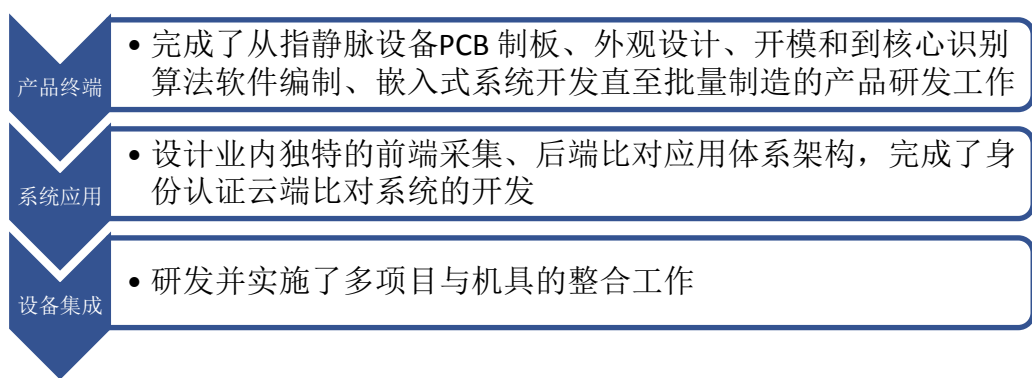 产品终端
• 完成了从指静脉设备PCB 制板、外观设计、开模和到核心识别
算法软件编制、嵌入式系统开发直至批量制造的产品研发工作
系统应用
• 设计业内独特的前端采集、后端比对应用体系架构，完成了身
份认证云端比对系统的开发
设备集成
• 研发并实施了多项目与机具的整合工作